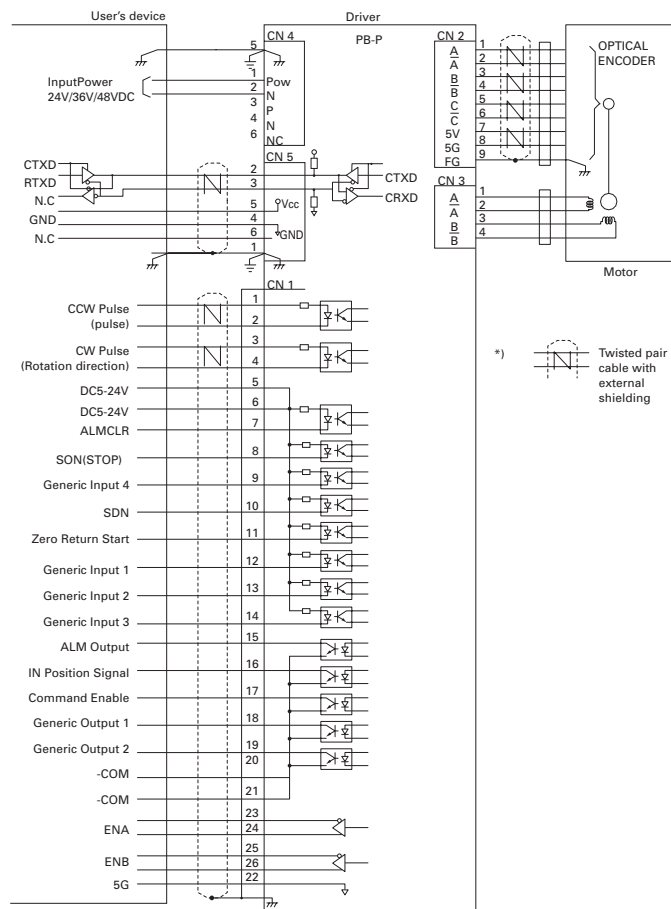 User's device
Driver
PB-P
CN 4
5
InputPower
24V/36V/48VDC
1 Pow
2 N
3 P
4 N
6 NC
CN 2
1 A
2 A
3 B
4 B
5 C
6 C
7 5V
8 5G
9 FG
OPTICAL
ENCODER
CN 5
CTXD 2 CTXD
RTXD 3 CRXD
N.C 5 Vcc
GND 4
N.C 6 GND
1
CN 3
1 A
2 A
3 B
4 B
Motor
CN 1
CCW Pulse 1
(pulse) 2
CW Pulse 3
(Rotation direction) 4
DC5-24V 5
DC5-24V 6
ALMCLR 7
SON(STOP) 8
Generic Input 4 9
SDN 10
Zero Return Start 11
Generic Input 1 12
Generic Input 2 13
Generic Input 3 14
ALM Output 15
IN Position Signal 16
Command Enable 17
Generic Output 1 18
Generic Output 2 19
20
-COM
-COM 21
23
ENA 24
25
ENB 26
5G 22
*) Twisted pair
cable with
external
shielding